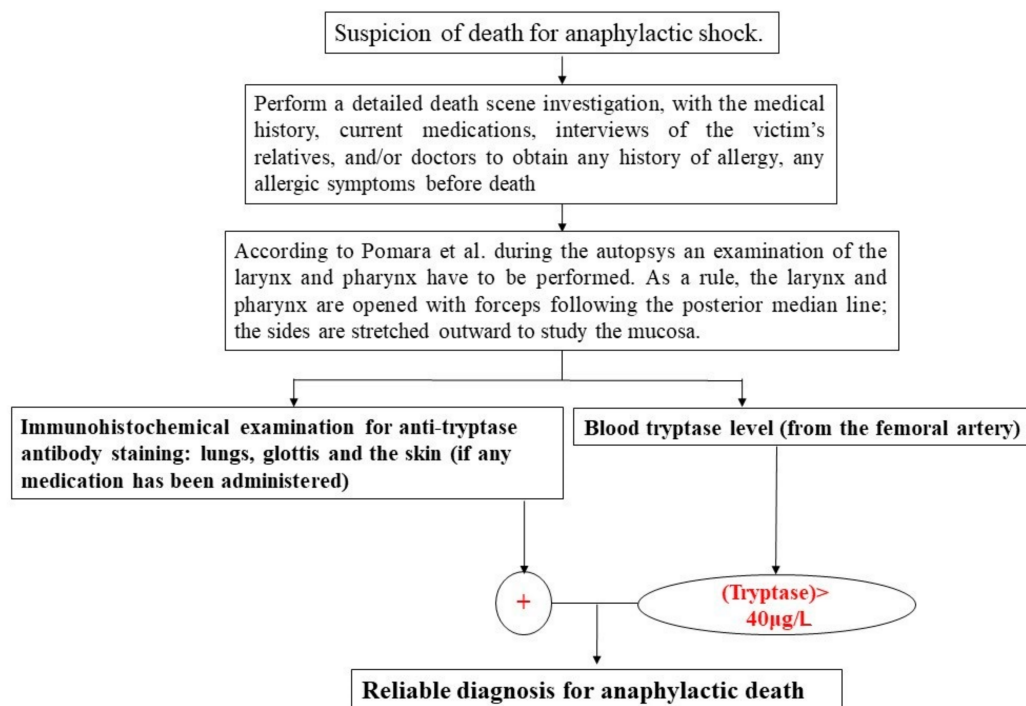 Suspicion of death for anaphylactic shock.
Perform a detailed death scene investigation, with the medical
history, current medications, interviews of the victim's
relatives, and/or doctors to obtain any history of allergy, any
allergic symptoms before death
According to Pomara et al. during the autopsys an examination of the
larynx and pharynx have to be performed. As a rule, the larynx and
pharynx are opened with forceps following the posterior median line;
the sides are stretched outward to study the mucosa.
Immunohistochemical examination for anti-tryptase
antibody staining: lungs, glottis and the skin (if any
medication has been administered)
Blood tryptase level (from the femoral artery)
+
(Tryptase)>
40µg/L
Reliable diagnosis for anaphylactic death